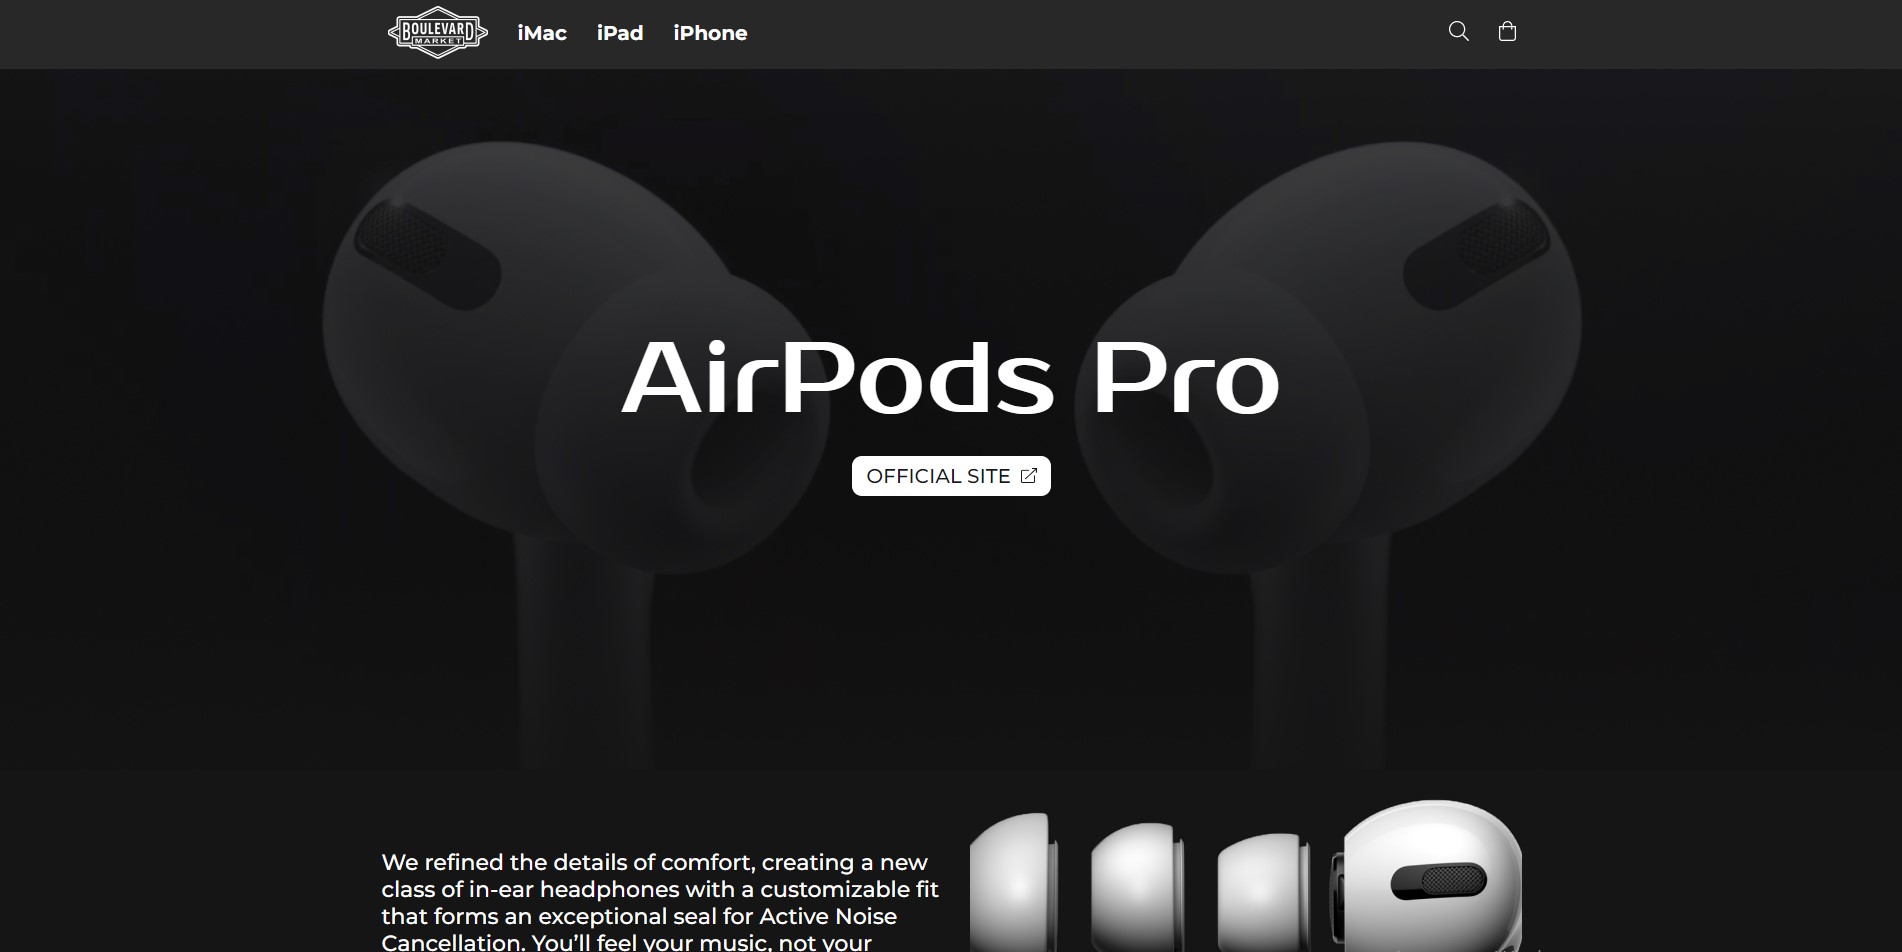 BOULEVARD
MARKET
iMac iPad iPhone
AirPods Pro
OFFICIAL SITE
We refined the details of comfort, creating a new
class of in-ear headphones with a customizable fit
that forms an exceptional seal for Active Noise
Cancellation. You’ll feel your music, not your